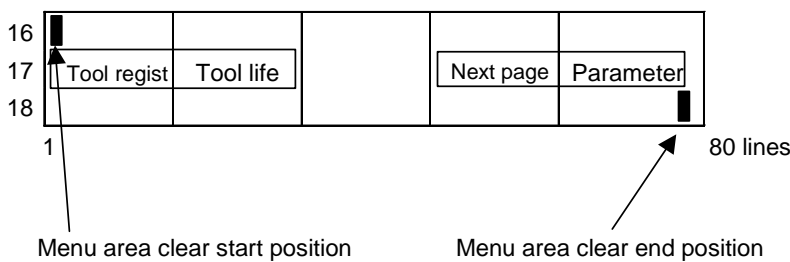 16
17 Tool regist Tool life Next page Parameter
18
1 80 lines
Menu area clear start position Menu area clear end position